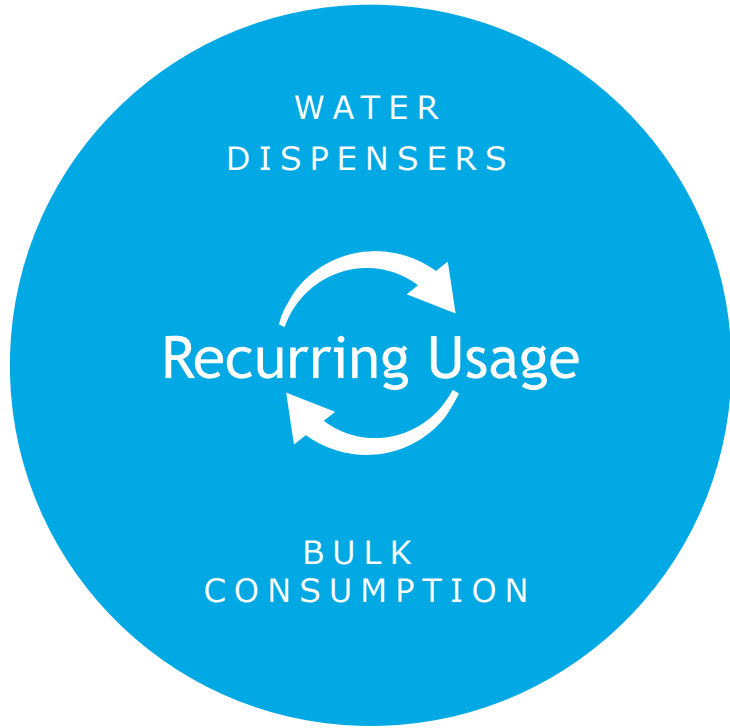 WATER
DISPENSERS
Recurring Usage
BULK
CONSUMPTION